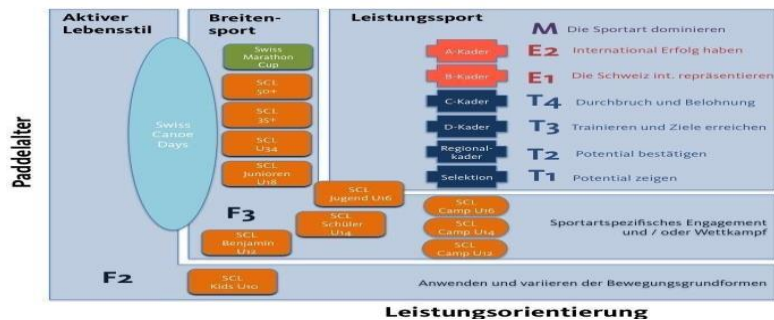 Aktiver
Lebensstil
Breiten-
sport
Leistungssport
Swiss
Marathon
Cup
SCL
50+
SCL
35+
SCL
U34
SCL
Junioren
U18
Swiss
Canoe
Days
A-Kader
B-Kader
C-Kader
D-Kader
Regional-
kader
Selektion
M Die Sportart dominieren
E2 International Erfolg haben
E1 Die Schweiz int. repräsentieren
T4 Durchbruch und Belohnung
T3 Trainieren und Ziele erreichen
T2 Potential bestätigen
T1 Potential zeigen
Paddelalter
SCL
Jugend U16
F3
SCL
Schüler
U14
SCL
Benjamin
U12
SCL
Camp U16
SCL
Camp U14
SCL
Camp U12
Sportartspezifisches Engagement
und / oder Wettkampf
F2
SCL
Kids U10
Anwenden und variieren der Bewegungsgrundformen
Leistungsorientierung